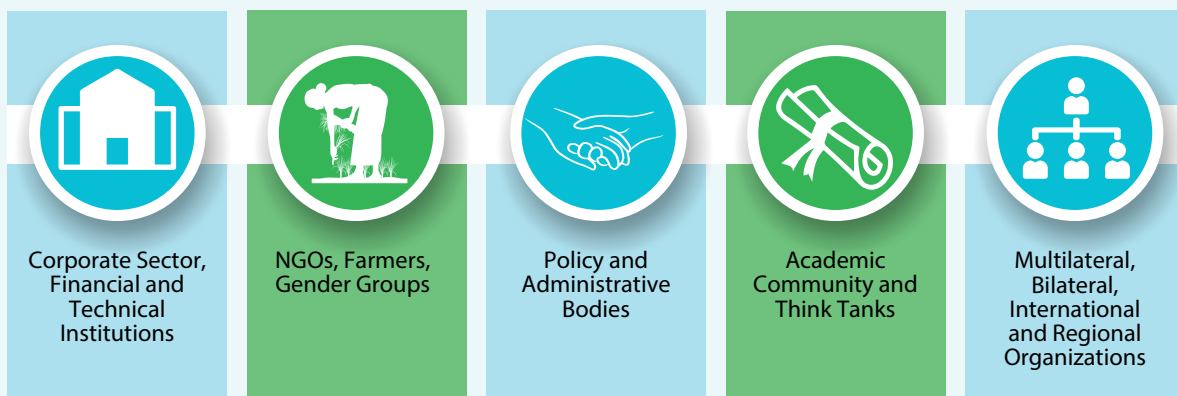 Corporate Sector,
Financial and
Technical
Institutions
NGOs, Farmers,
Gender Groups
Policy and
Administrative
Bodies
Academic
Community and
Think Tanks
Multilateral,
Bilateral,
International
and Regional
Organizations